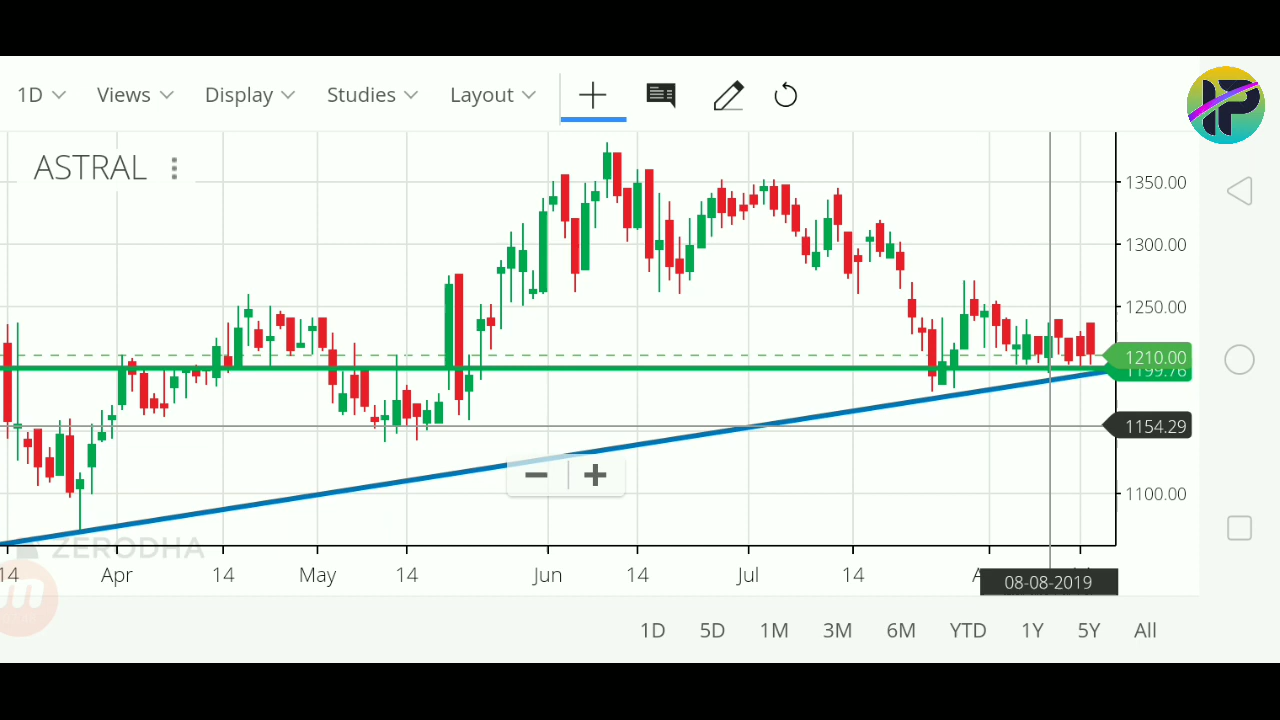 1D Views Display Studies Layout
ASTRAL
1350.00
1300.00
1250.00
1210.00
1199.76
1154.29
1100.00
ZERODHA
14 Apr 14 May 14 Jun 14 Jul 14
08-08-2019
1D 5D 1M 3M 6M YTD 1Y 5Y All
IP